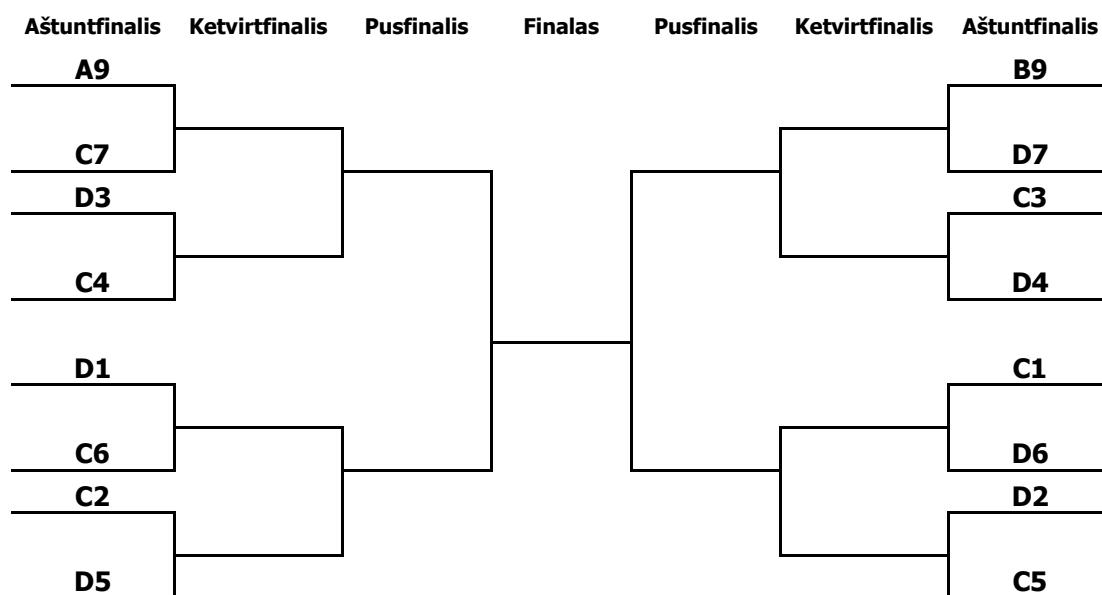 Aštuntfinalis Ketvirtfinalis Pusfinalis Finalas Pusfinalis Ketvirtfinalis Aštuntfinalis
A9 B9
C7 D7
D3 C3
C4 D4
D1 C1
C6 D6
C2 D2
D5 C5